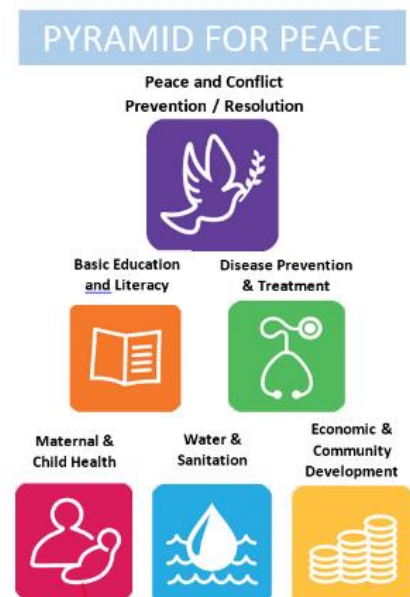 PYRAMID FOR PEACE
Peace and Conflict
Prevention / Resolution
Basic Education
and Literacy
Disease Prevention
& Treatment
Maternal &
Child Health
Water &
Sanitation
Economic &
Community
Development